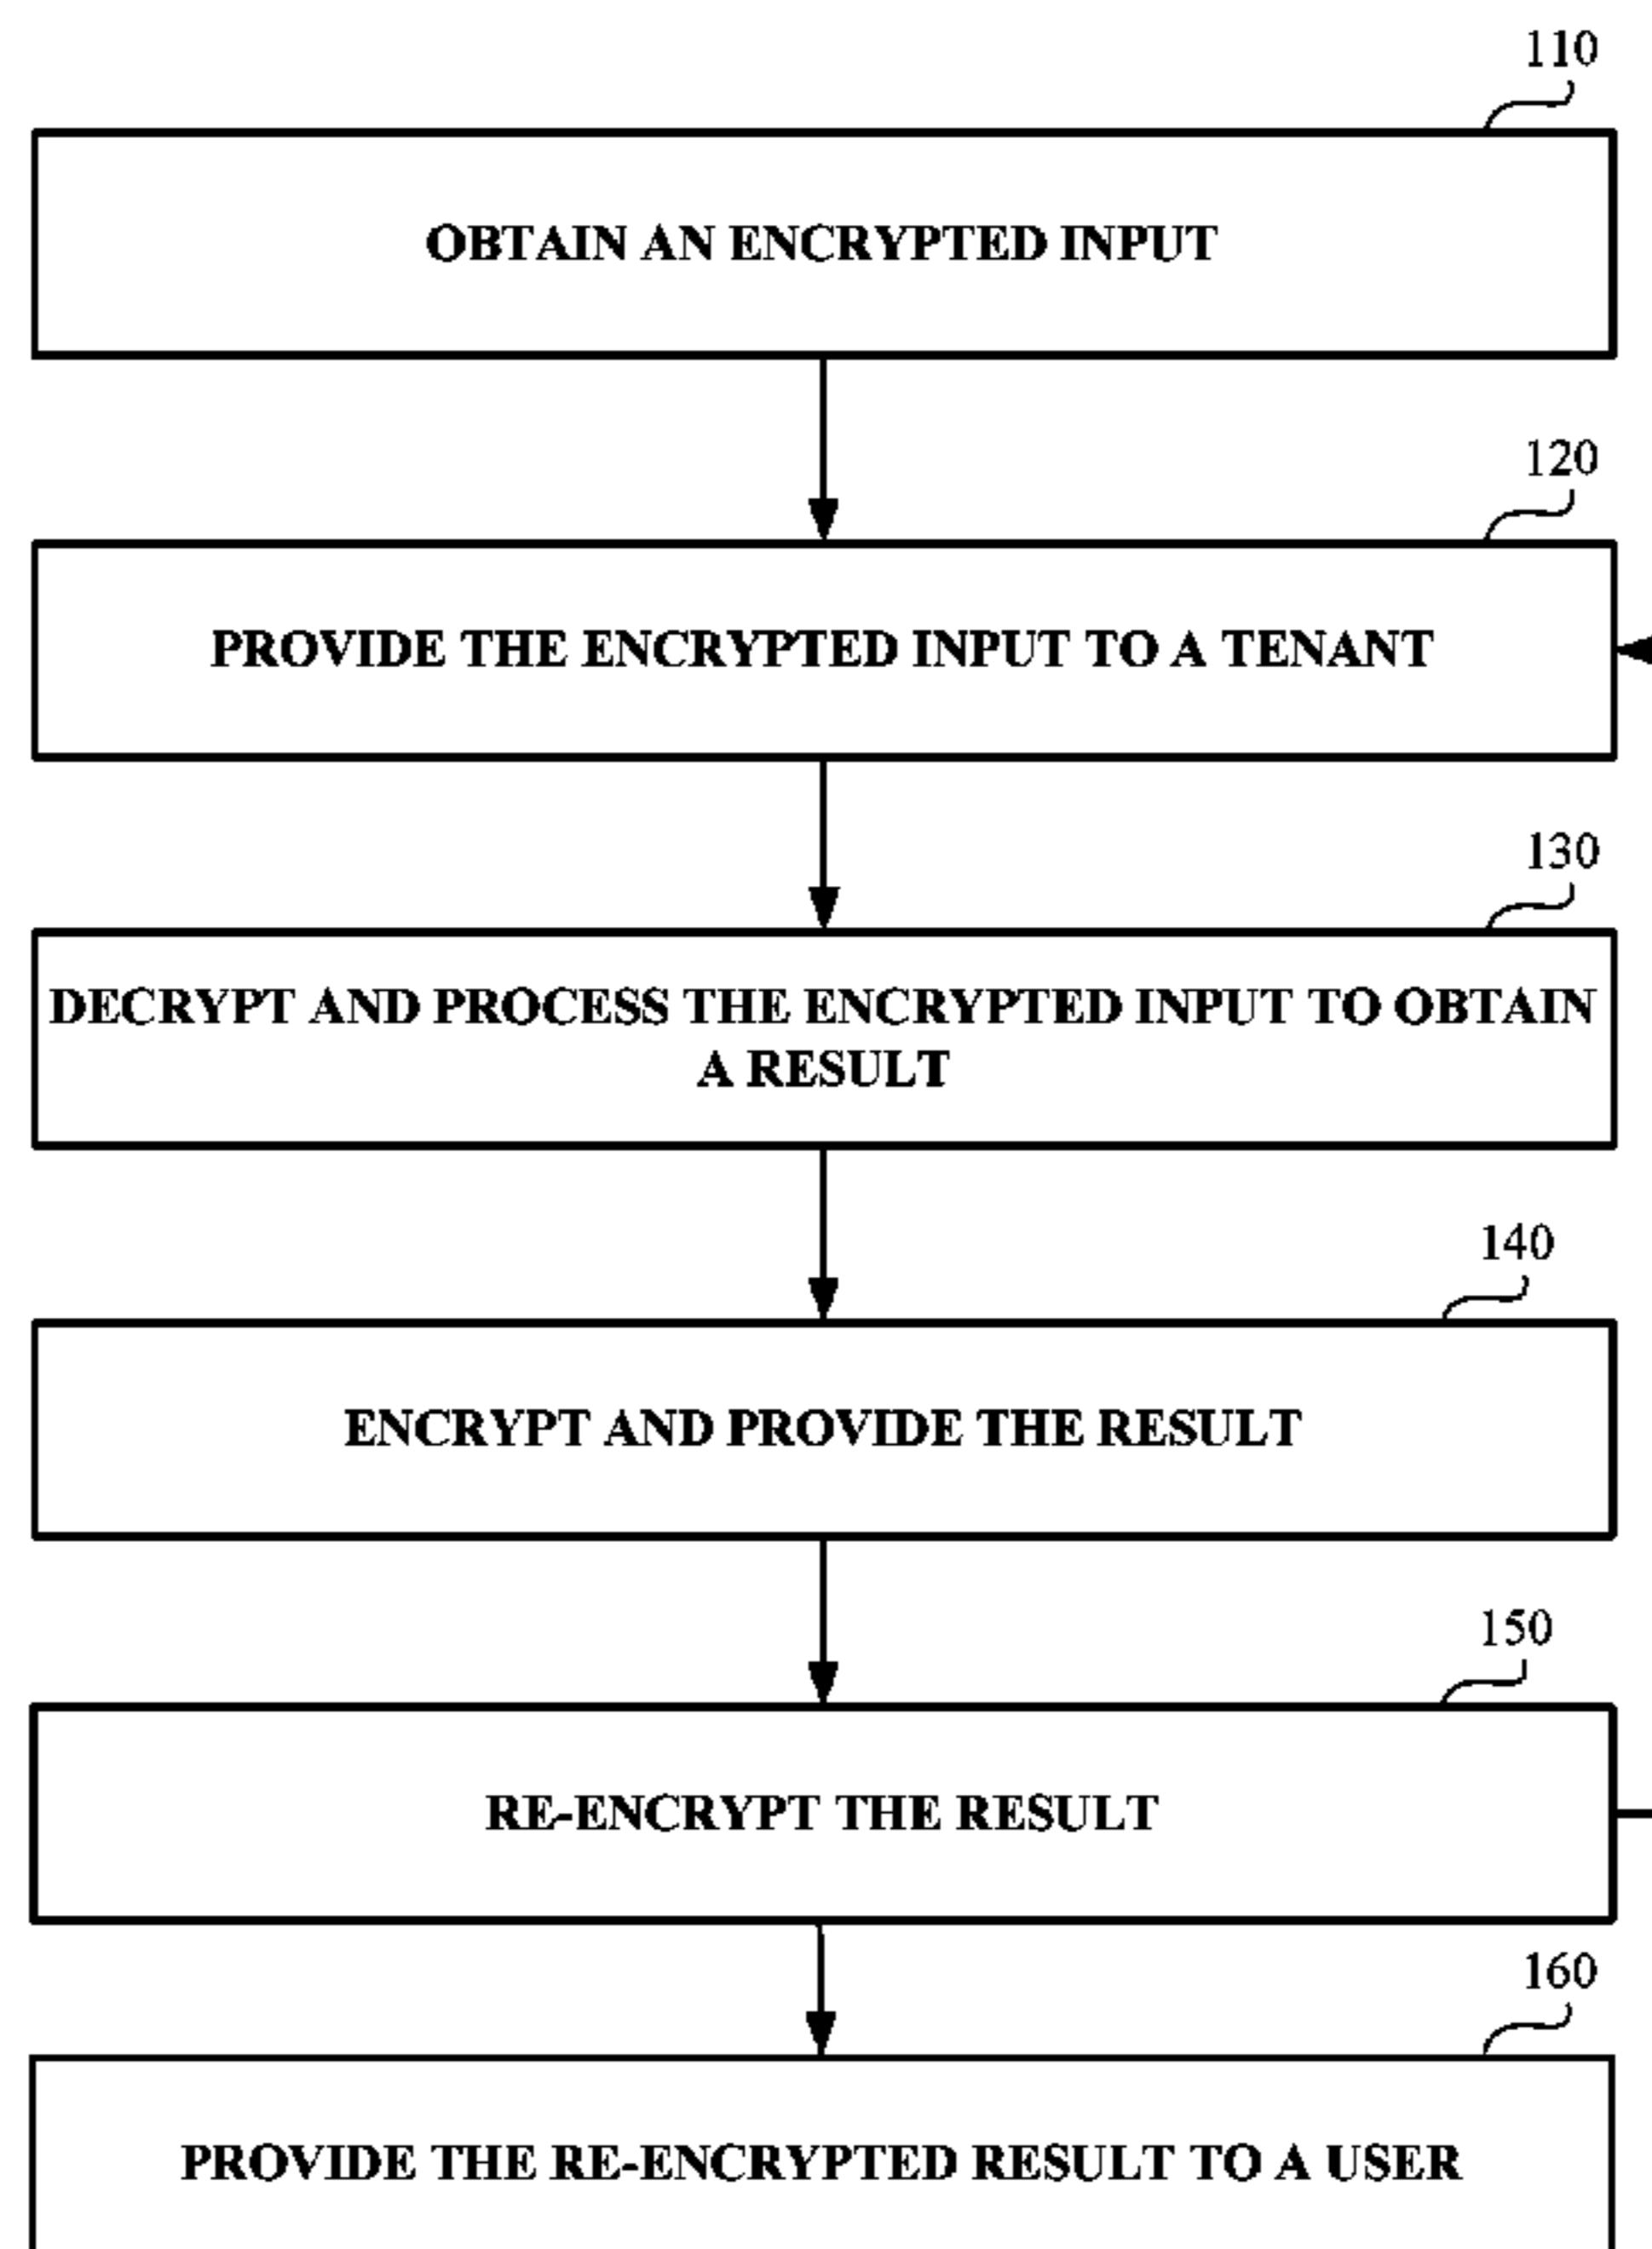 110
OBTAIN AN ENCRYPTED INPUT
120
PROVIDE THE ENCRYPTED INPUT TO A TENANT
130
DECRYPT AND PROCESS THE ENCRYPTED INPUT TO OBTAIN
A RESULT
140
ENCRYPT AND PROVIDE THE RESULT
150
RE-ENCRYPT THE RESULT
160
PROVIDE THE RE-ENCRYPTED RESULT TO A USER